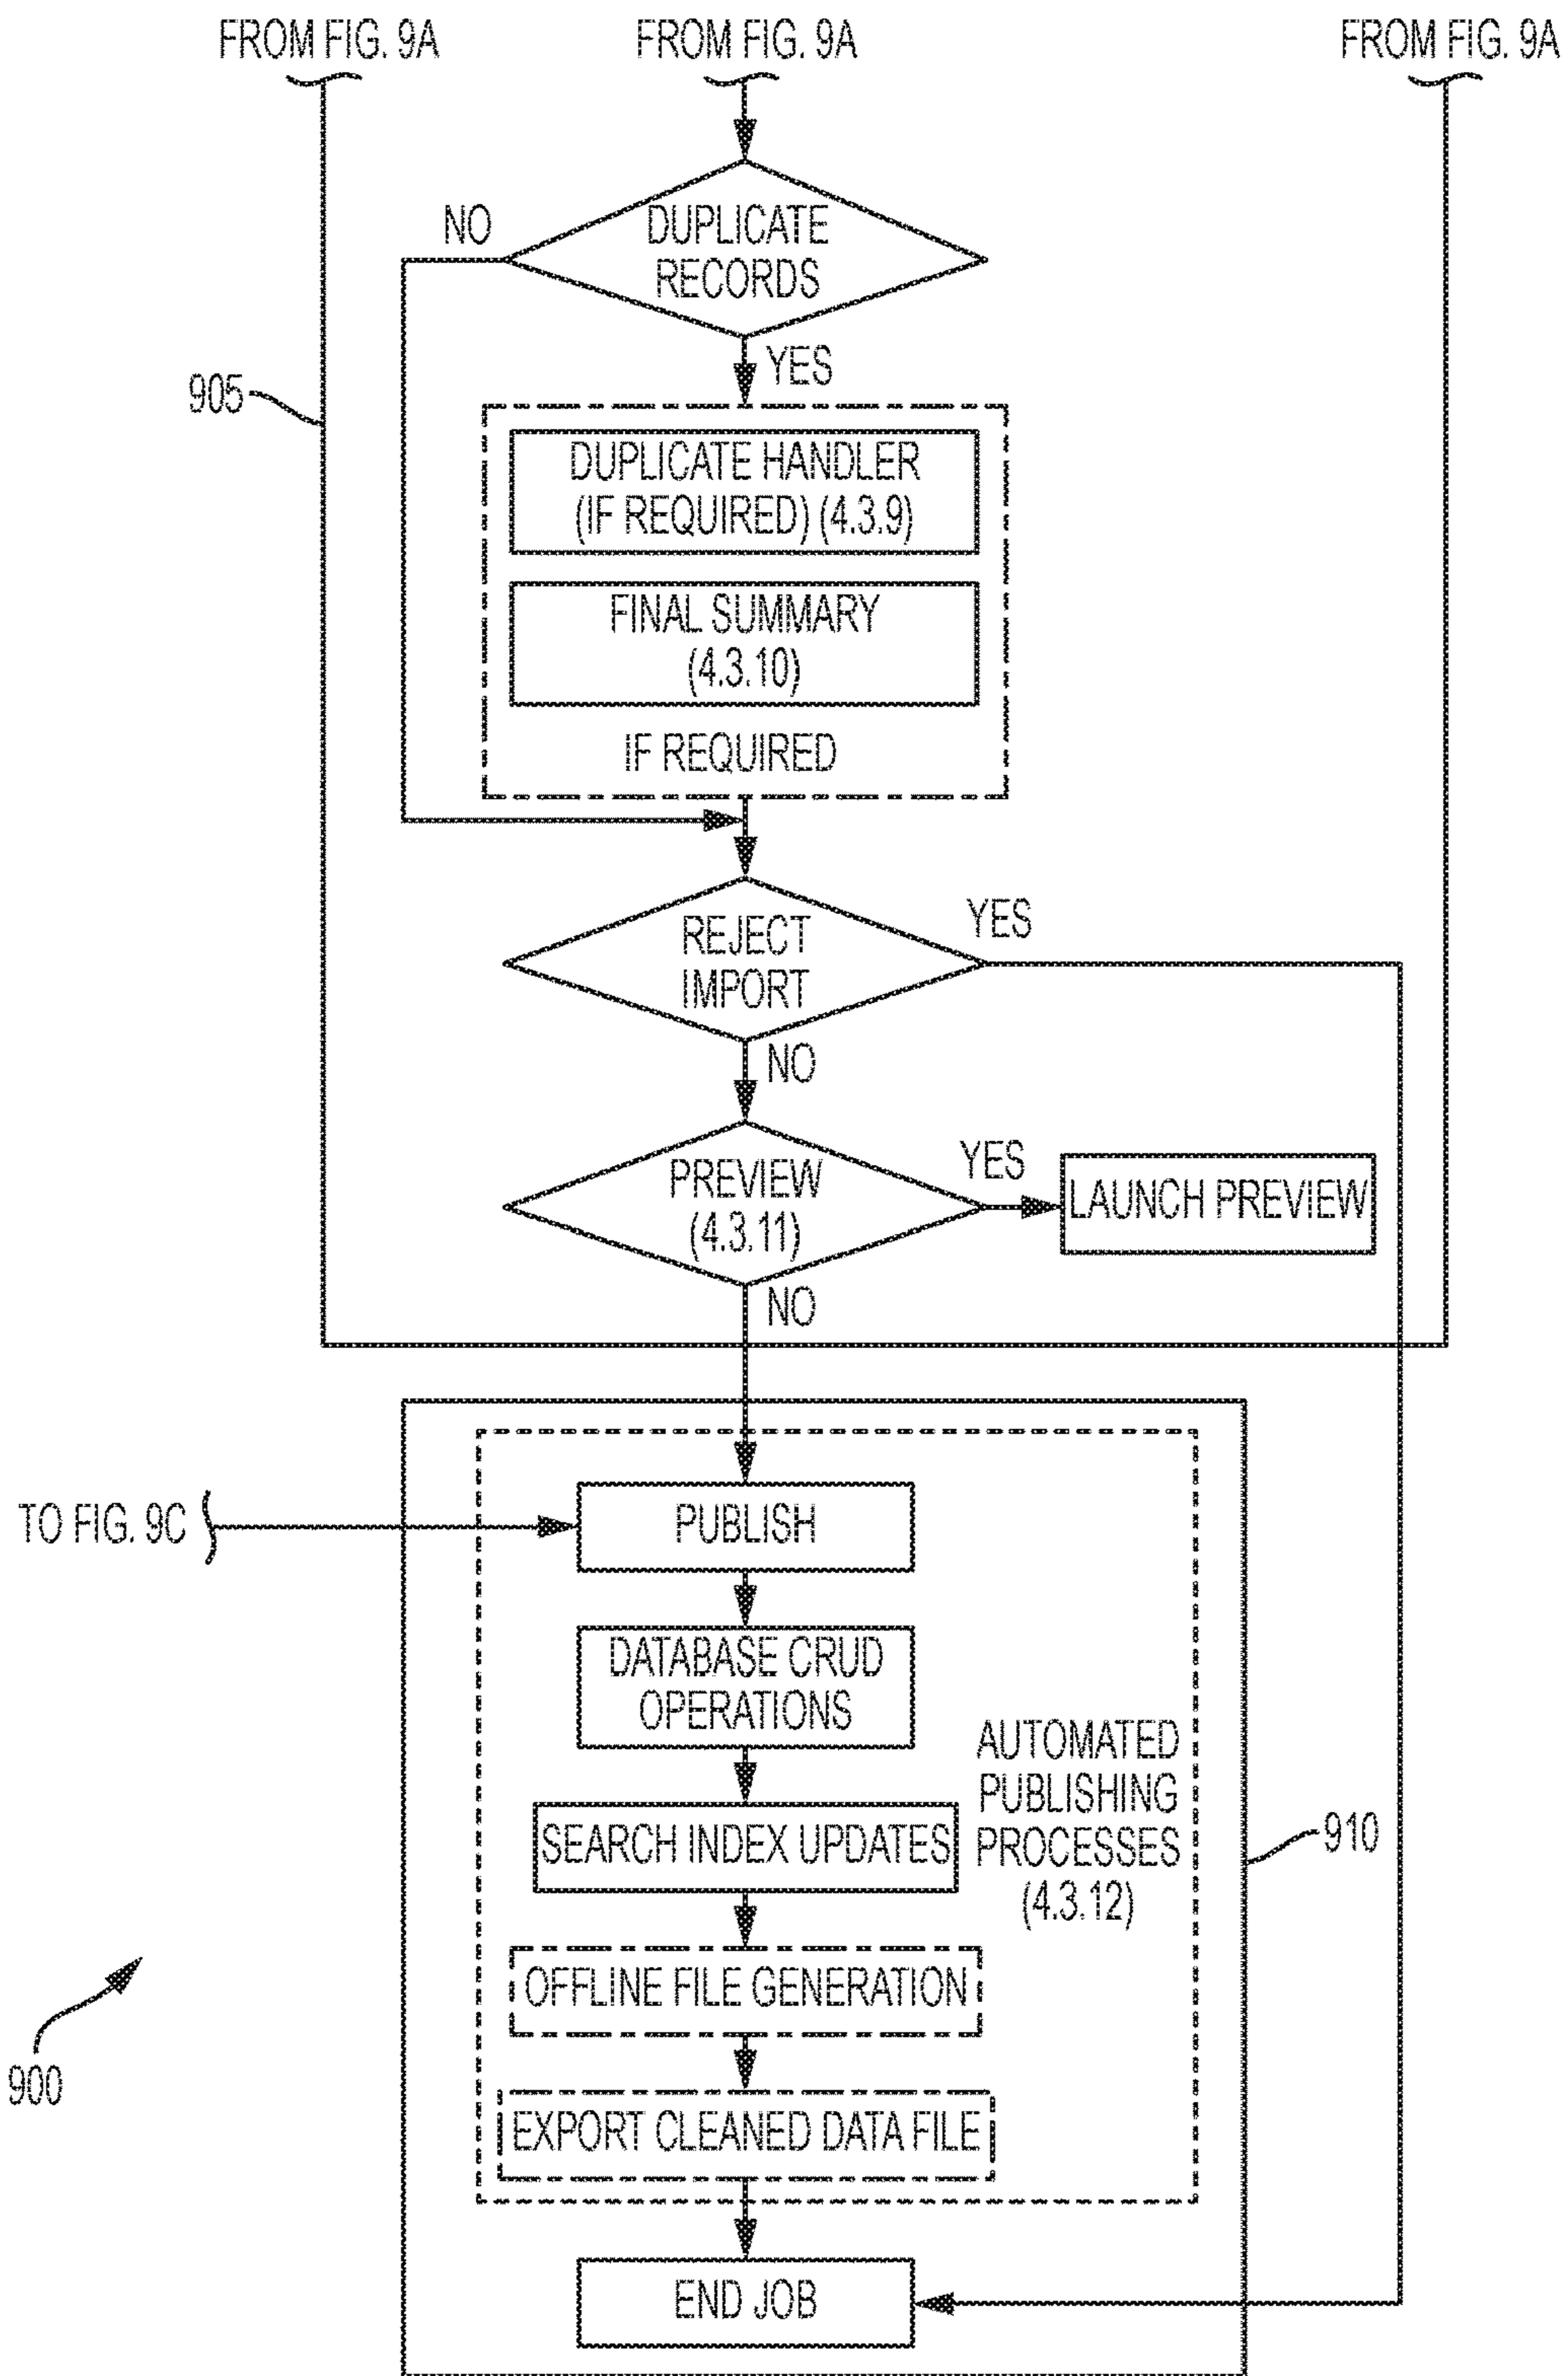 FROM FIG. 9A
FROM FIG. 9A
FROM FIG. 9A
DUPLICATE
RECORDS
NO
YES
905
DUPLICATE HANDLER
(IF REQUIRED) (4.3.9)
FINAL SUMMARY
(4.3.10)
IF REQUIRED
REJECT
IMPORT
YES
NO
PREVIEW
(4.3.11)
YES
LAUNCH PREVIEW
NO
TO FIG. 9C
PUBLISH
DATABASE CRUD
OPERATIONS
SEARCH INDEX UPDATES
AUTOMATED
PUBLISHING
PROCESSES
(4.3.12)
910
OFFLINE FILE GENERATION
EXPORT CLEANED DATA FILE
900
END JOB